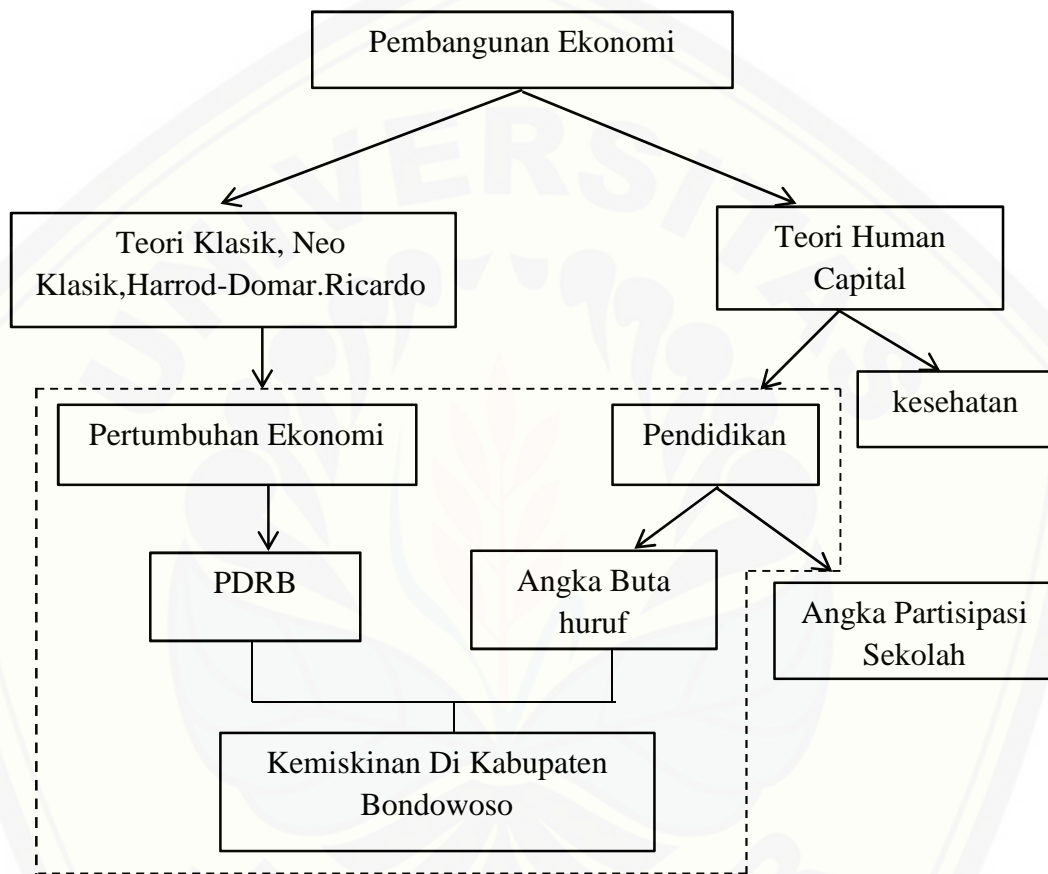 UNIVERSITAS
Pembangunan Ekonomi
Teori Klasik, Neo
Klasik,Harrod-Domar.Ricardo
Teori Human
Capital
kesehatan
Pertumbuhan Ekonomi
Pendidikan
PDRB
Angka Buta
huruf
Angka Partisipasi
Sekolah
Kemiskinan Di Kabupaten
Bondowoso